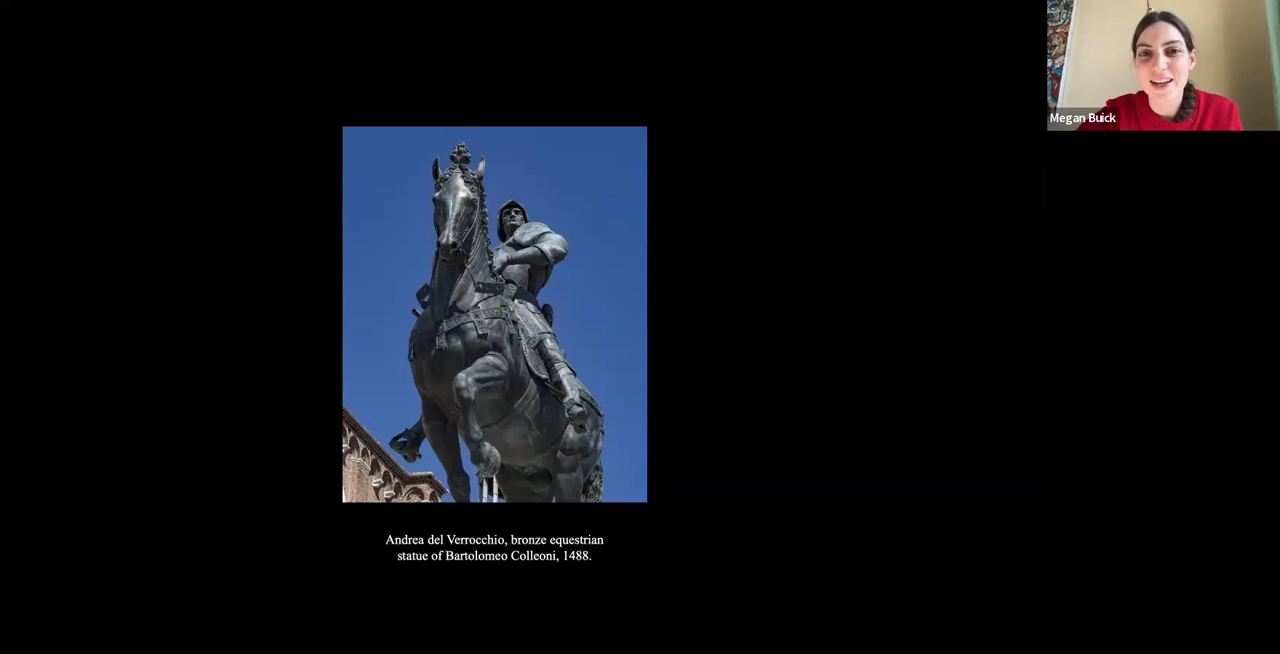 Megan Buick
Andrea del Verrocchio, bronze equestrian
statue of Bartolomeo Colleoni, 1488.